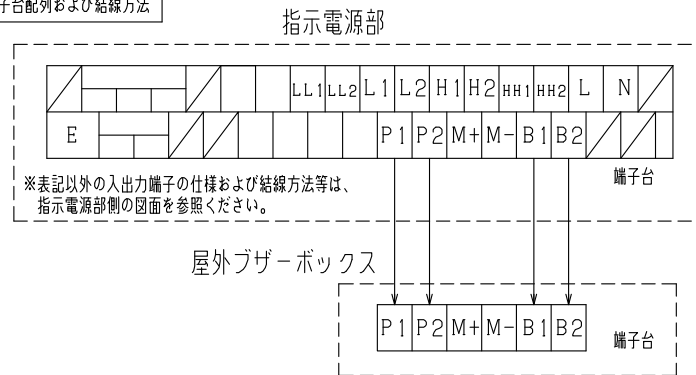 子台配列および結線方法
指示電源部
LL1 LL2 L1 L2 H1 H2 HH1 HH2 L N
E P1 P2 M+ M- B1 B2
※表記以外の入出力端子の仕様および結線方法等は、
指示電源部側の図面を参照ください。
端子台
屋外ブザーボックス
P1 P2 M+ M- B1 B2
端子台